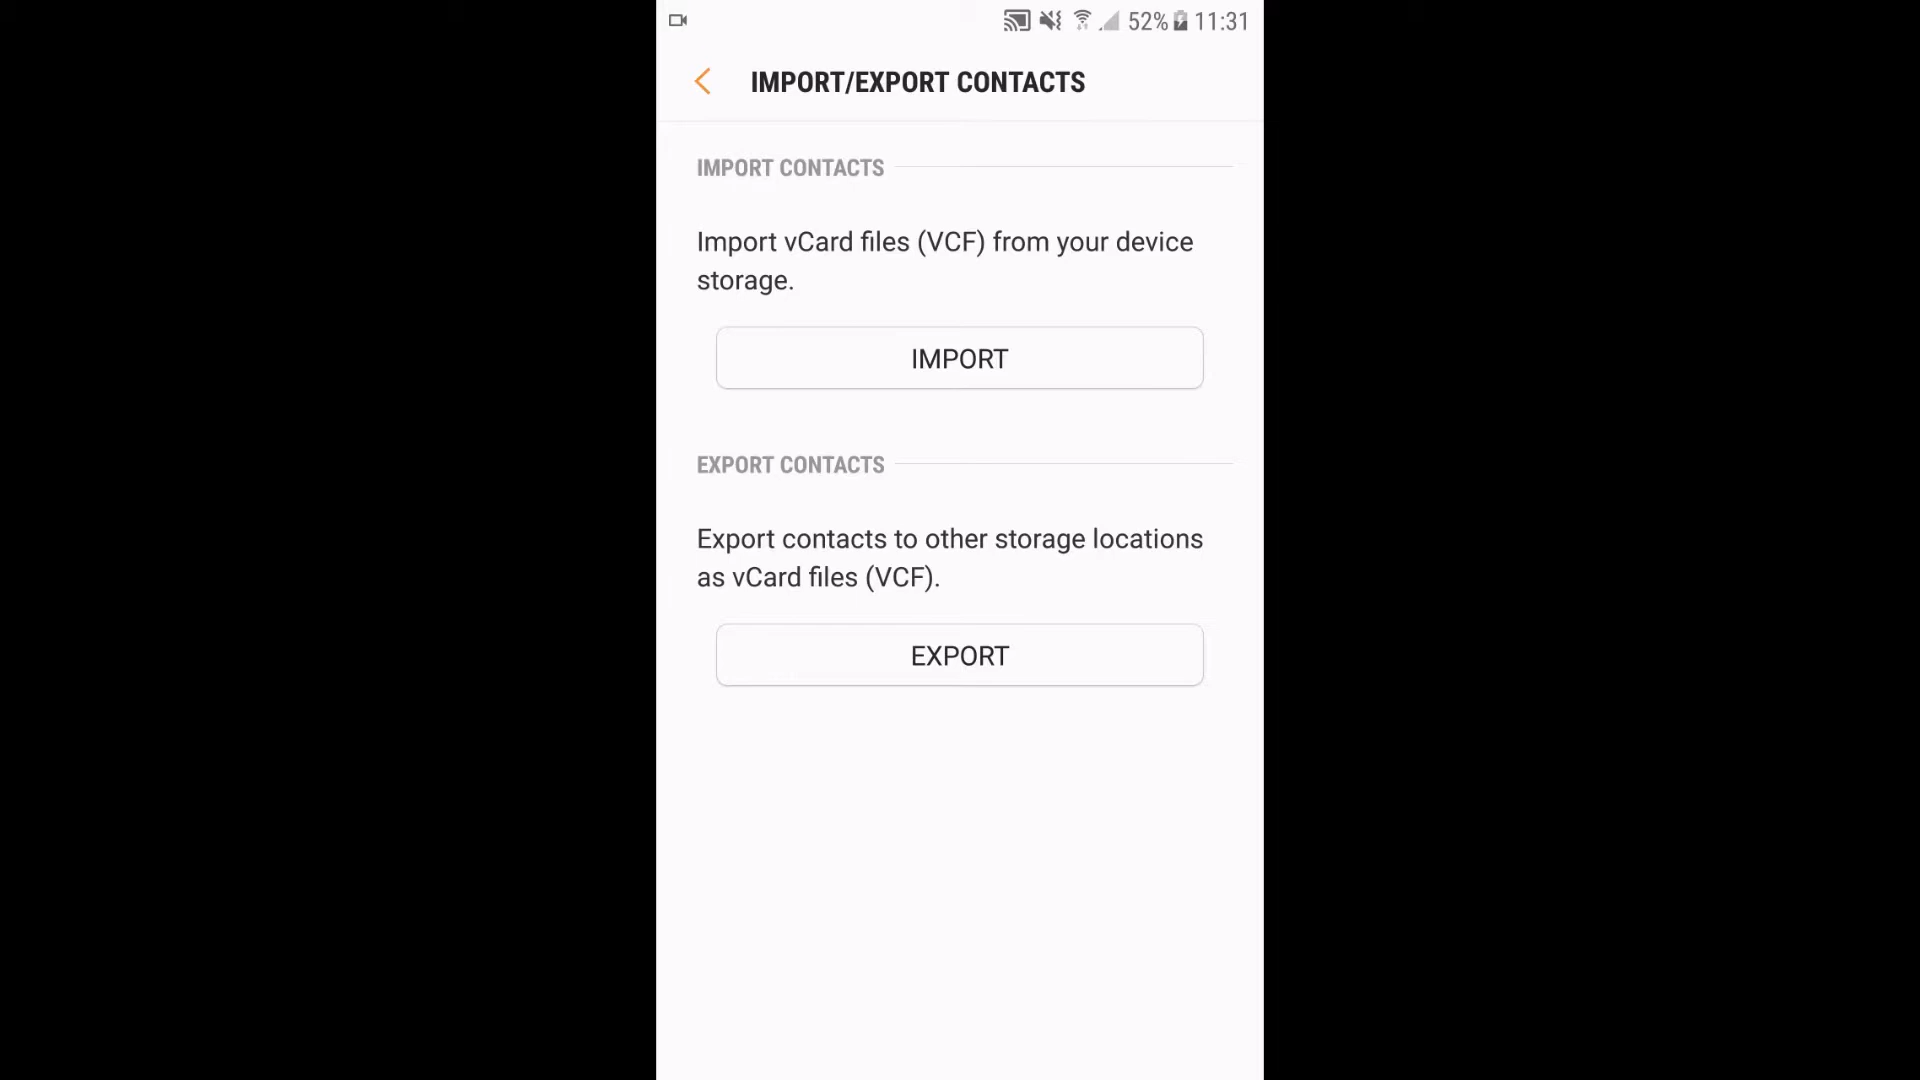 52% 11:31
IMPORT/EXPORT CONTACTS
IMPORT CONTACTS
Import vCard files (VCF) from your device
storage.
IMPORT
EXPORT CONTACTS
Export contacts to other storage locations
as vCard files (VCF).
EXPORT